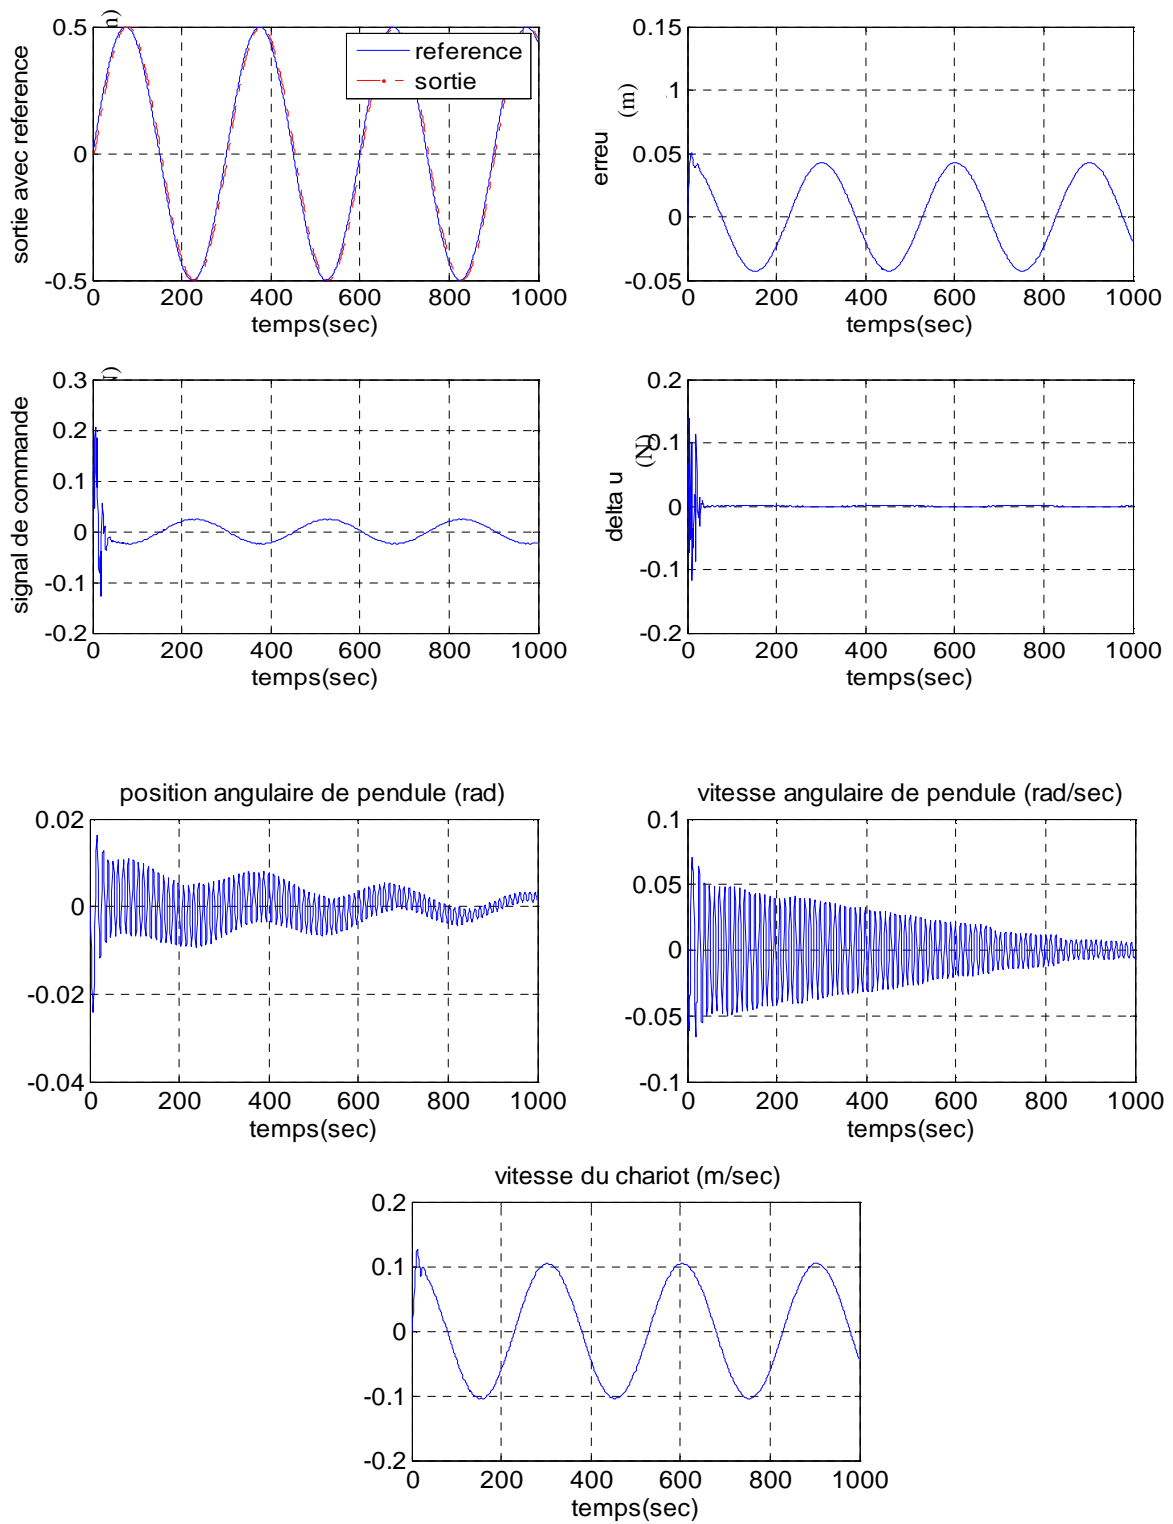 sortie avec reference
0.5
0
-0.5
reference
sortie
0 200 400 600 800 1000
temps(sec)
erreu (m)
0.15
1
0.05
0
-0.05
0 200 400 600 800 1000
temps(sec)
signal de commande
0.3
0.2
0.1
0
-0.1
-0.2
0 200 400 600 800 1000
temps(sec)
delta u (N)
0.2
0.1
0
-0.1
-0.2
0 200 400 600 800 1000
temps(sec)
position angulaire de pendule (rad)
0.02
0
-0.02
-0.04
0 200 400 600 800 1000
temps(sec)
vitesse angulaire de pendule (rad/sec)
0.1
0.05
0
-0.05
-0.1
0 200 400 600 800 1000
temps(sec)
vitesse du chariot (m/sec)
0.2
0.1
0
-0.1
-0.2
0 200 400 600 800 1000
temps(sec)